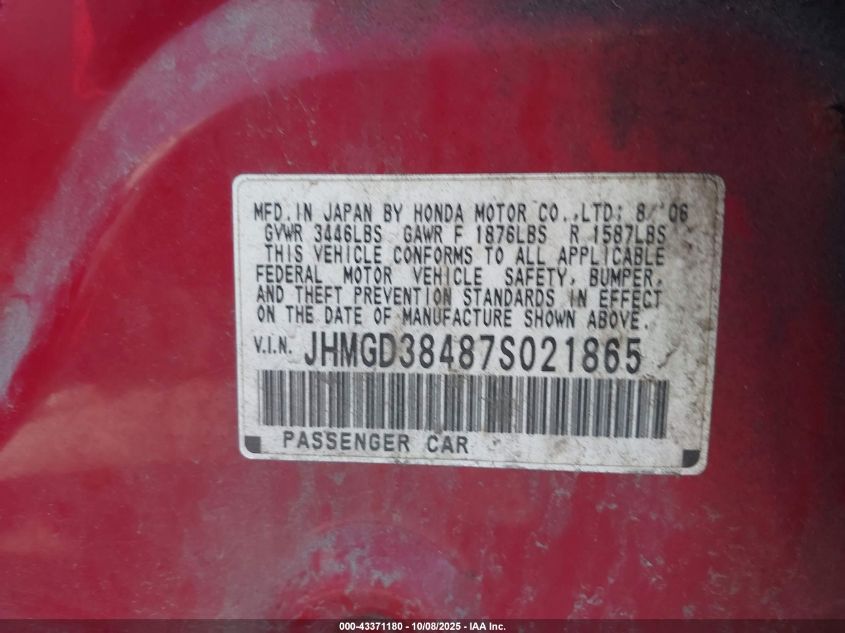 MFD. IN JAPAN BY HONDA MOTOR CO.,LTD: 8/'06
GVWR 3446LBS GAWR F 1876LBS R 1587LBS
THIS VEHICLE CONFORMS TO ALL APPLICABLE
FEDERAL MOTOR VEHICLE SAFETY, BUMPER,
AND THEFT PREVENTION STANDARDS IN EFFECT
ON THE DATE OF MANUFACTURE SHOWN ABOVE.
V.I.N. JHMGD38487S021865
PASSENGER CAR
000-43371180 - 10/08/2025 - IAA Inc.